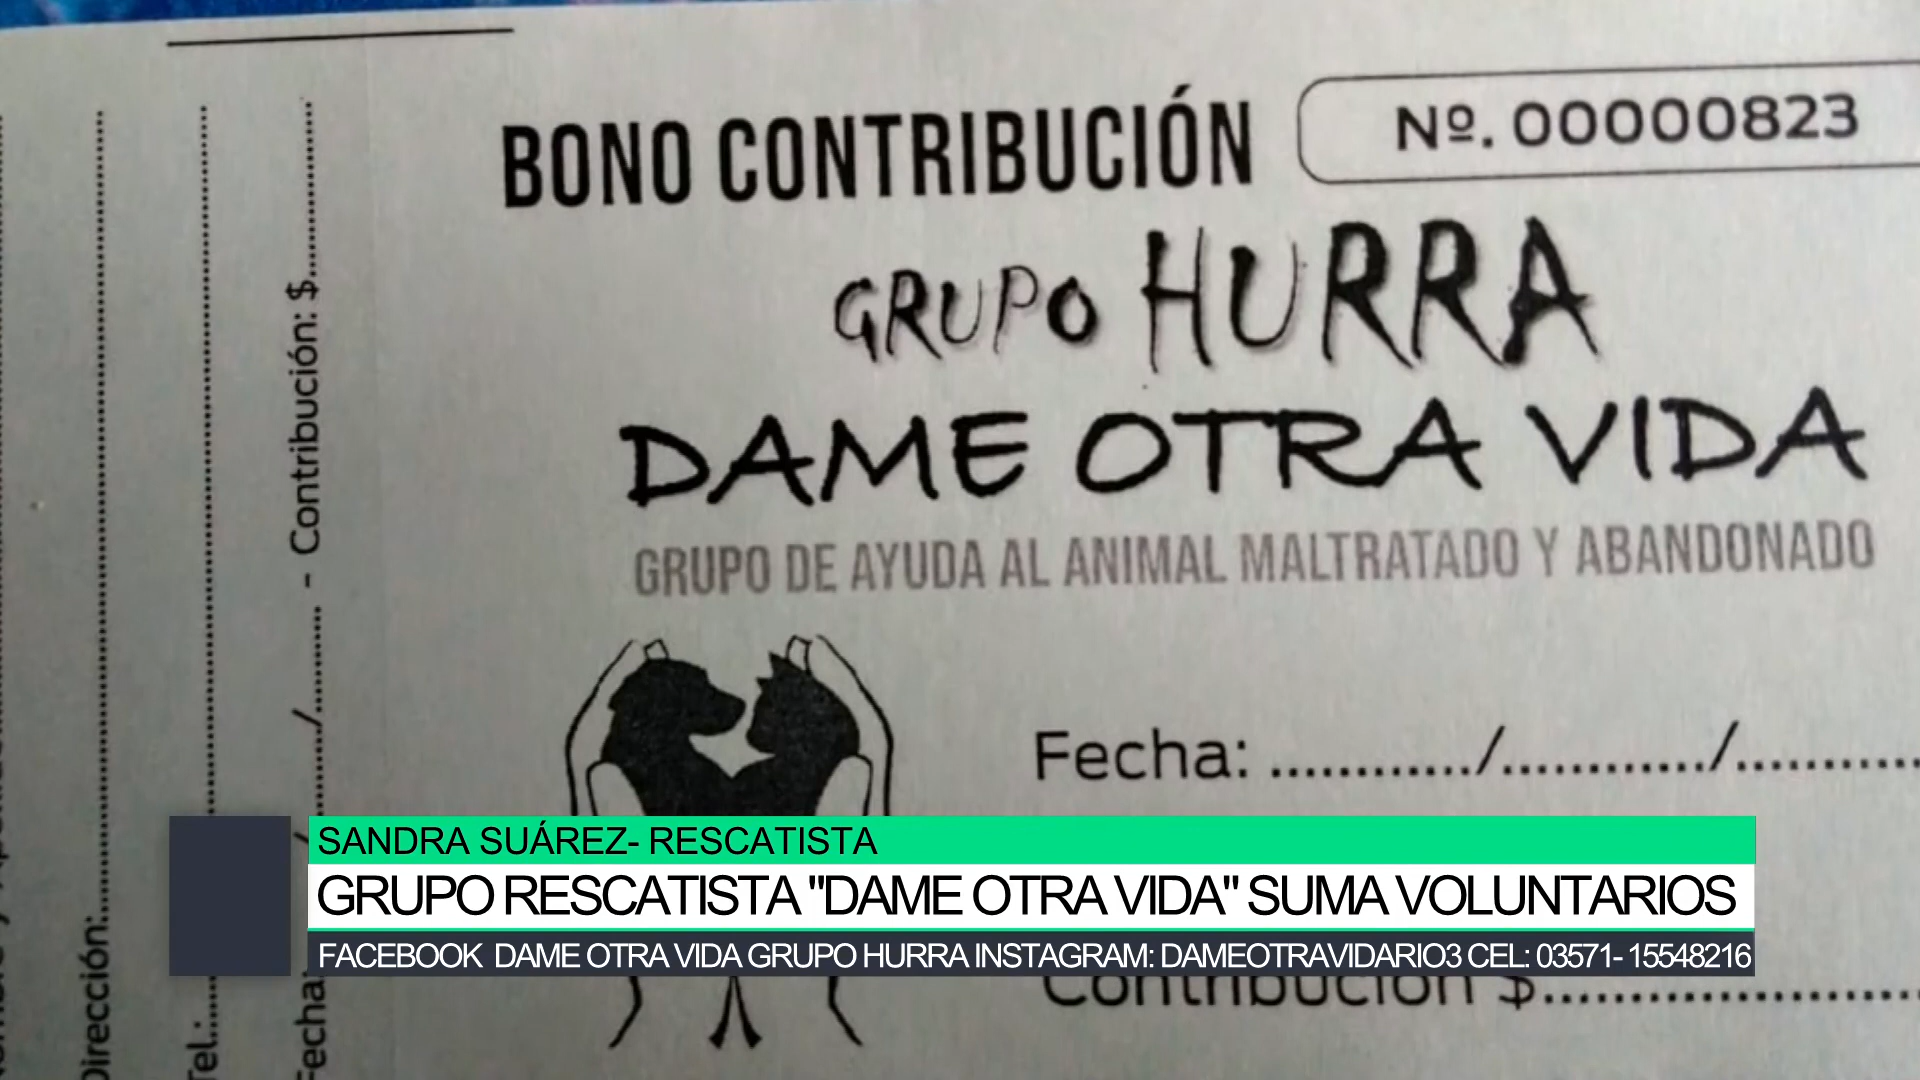 BONO CONTRIBUCIÓN
Nº. 00000823
GRUPO HURRA
DAME OTRA VIDA
GRUPO DE AYUDA AL ANIMAL MALTRATADO Y ABANDONADO
Fecha: ............/............/............
Contribución $............
Dirección:............
Tel.:............
Fecha:....../....../...... - Contribución: $............
SANDRA SUÁREZ- RESCATISTA
GRUPO RESCATISTA "DAME OTRA VIDA" SUMA VOLUNTARIOS
FACEBOOK DAME OTRA VIDA GRUPO HURRA INSTAGRAM: DAMEOTRAVIDARIO3 CEL: 03571- 15548216